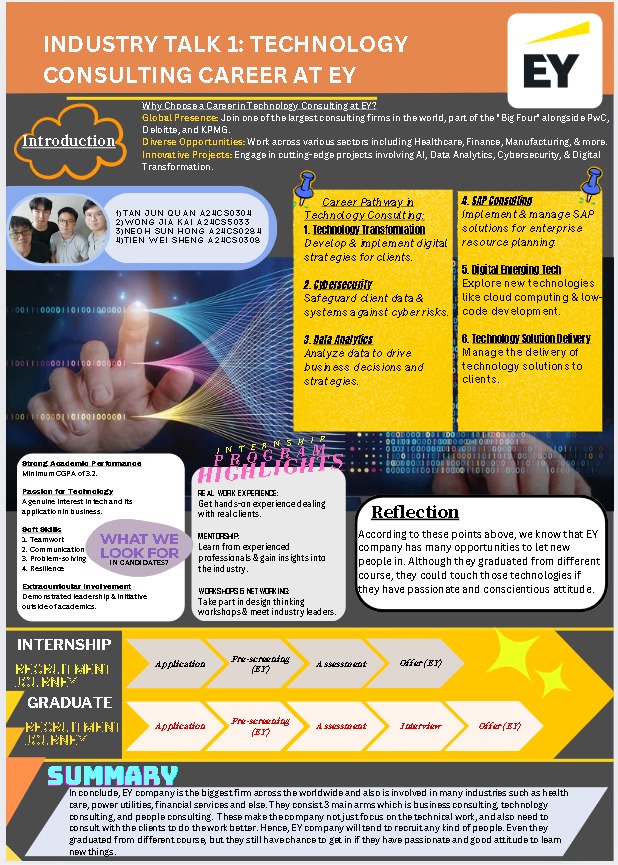 INDUSTRY TALK 1: TECHNOLOGY
CONSULTING CAREER AT EY
EY
Introduction
Why Choose a Career in Technology Consulting at EY?
Global Presence: Join one of the largest consulting firms in the world, part of the "Big Four" alongside PwC,
Deloitte, and KPMG.
Diverse Opportunities: Work across various sectors including Healthcare, Finance, Manufacturing, & more.
Innovative Projects: Engage in cutting-edge projects involving AI, Data Analytics, Cybersecurity, & Digital
Transformation.
1)TAN JUN QUAN A24CS0304
2)WONG JIA KAI A24CS5033
3)NEOH SUN HONG A24CS0294
4)TIEN WEI SHENG A24CS0309
Career Pathway in
Technology Consulting:
1. Technology Transformation
Develop & implement digital
strategies for clients.
2. Cybersecurity
Safeguard client data &
systems against cyber risks.
3. Data Analytics
Analyze data to drive
business decisions and
strategies.
4. SAP Consulting
Implement & manage SAP
solutions for enterprise
resource planning.
5. Digital Emerging Tech
Explore new technologies
like cloud computing & low-
code development.
6. Technology Solution Delivery
Manage the delivery of
technology solutions to
clients.
Strong Academic Performance
Minimum CGPA of 3.2.
Passion for Technology
A genuine interest in tech and its
application in business.
Soft Skills
1. Teamwork
2. Communication
3. Problem-solving
4. Resilience
Extracurricular Involvement
Demonstrated leadership & initiative
outside of academics.
WHAT WE
LOOK FOR
IN CANDIDATES?
INTERNSHIP
PROGRAM
HIGHLIGHTS
REAL WORK EXPERIENCE:
Get hands-on experience dealing
with real clients.
MENTORSHIP:
Learn from experienced
professionals & gain insights into
the industry.
WORKSHOPS & NETWORKING:
Take part in design thinking
workshops & meet industry leaders.
Reflection
According to these points above, we know that EY
company has many opportunities to let new
people in. Although they graduated from different
course, they could touch those technologies if
they have passionate and conscientious attitude.
INTERNSHIP
RECRUITMENT
JOURNEY
Application
Pre-screening
(EY)
Assessment
Offer (EY)
GRADUATE
RECRUITMENT
JOURNEY
Application
Pre-screening
(EY)
Assessment
Interview
Offer (EY)
SUMMARY
In conclude, EY company is the biggest firm across the worldwide and also is involved in many industries such as health
care, power utilities, financial services and else. They consist 3 main arms which is business consulting, technology
consulting, and people consulting. These make the company not just focus on the technical work, and also need to
consult with the clients to do the work better. Hence, EY company will tend to recruit any kind of people. Even they
graduated from different course, but they still have chance to get in if they have passionate and good attitude to learn
new things.